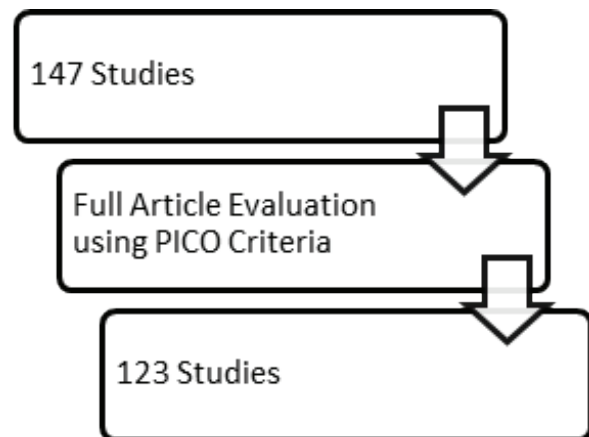 147 Studies
Full Article Evaluation
using PICO Criteria
123 Studies